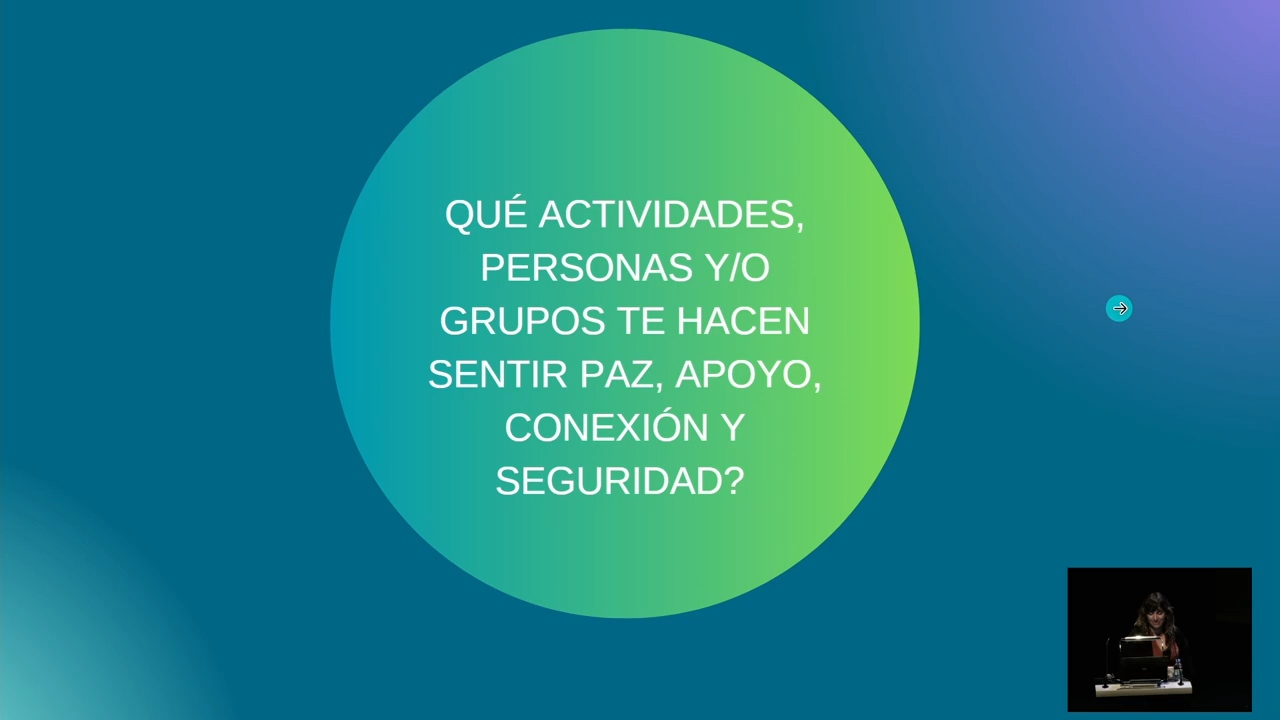 QUÉ ACTIVIDADES,
PERSONAS Y/O
GRUPOS TE HACEN
SENTIR PAZ, APOYO,
CONEXIÓN Y
SEGURIDAD?